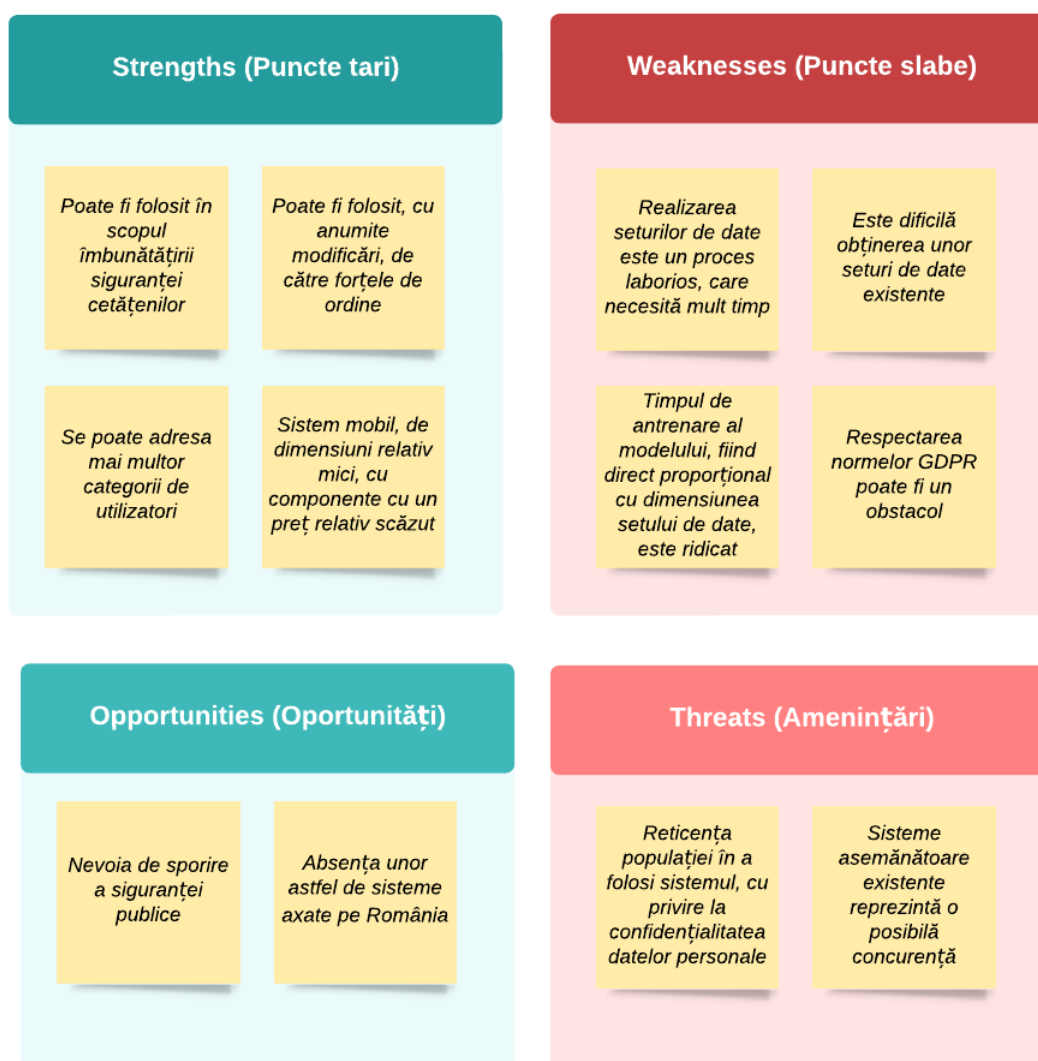 Strengths (Puncte tari)
Poate fi folosit în
scopul
îmbunătățirii
siguranței
cetățenilor
Poate fi folosit, cu
anumite
modificări, de
către forțele de
ordine
Se poate adresa
mai multor
categorii de
utilizatori
Sistem mobil, de
dimensiuni relativ
mici, cu
componente cu un
preț relativ scăzut
Weaknesses (Puncte slabe)
Realizarea
seturilor de date
este un proces
laborios, care
necesită mult timp
Este dificilă
obținerea unor
seturi de date
existente
Timpul de
antrenare al
modelului, fiind
direct proporțional
cu dimensiunea
setului de date,
este ridicat
Respectarea
normelor GDPR
poate fi un
obstacol
Opportunities (Oportunități)
Nevoia de sporire
a siguranței
publice
Absența unor
astfel de sisteme
axate pe România
Threats (Amenințări)
Reticența
populației în a
folosi sistemul, cu
privire la
confidențialitatea
datelor personale
Sisteme
asemănătoare
existente
reprezintă o
posibilă
concurență